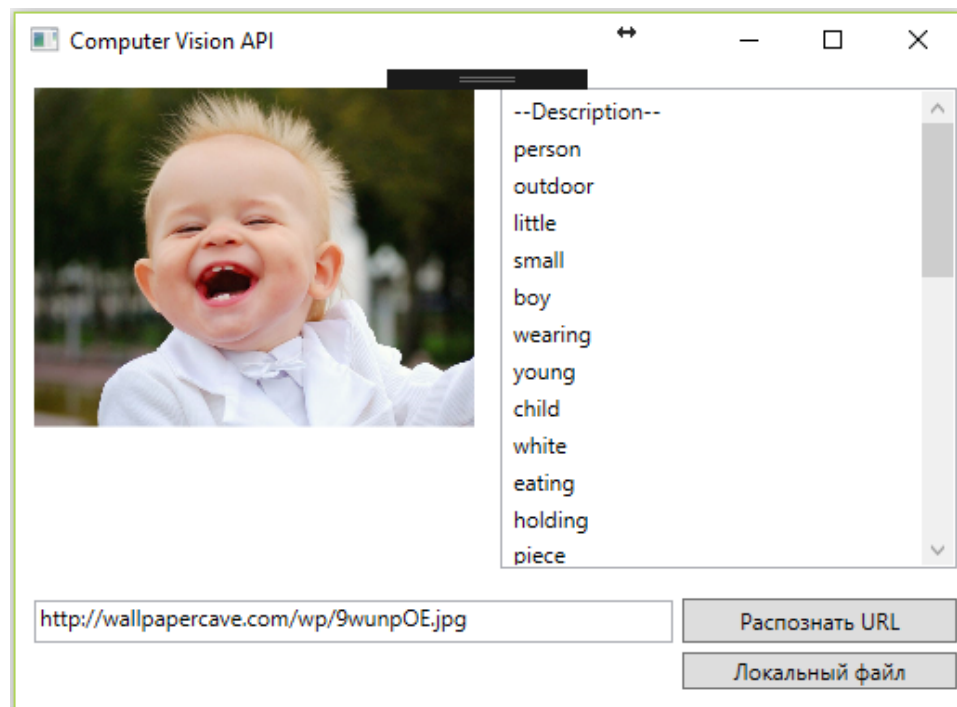 Computer Vision API
--Description--
person
outdoor
little
small
boy
wearing
young
child
white
eating
holding
piece
http://wallpapercave.com/wp/9wunpOE.jpg
Распознать URL
Локальный файл